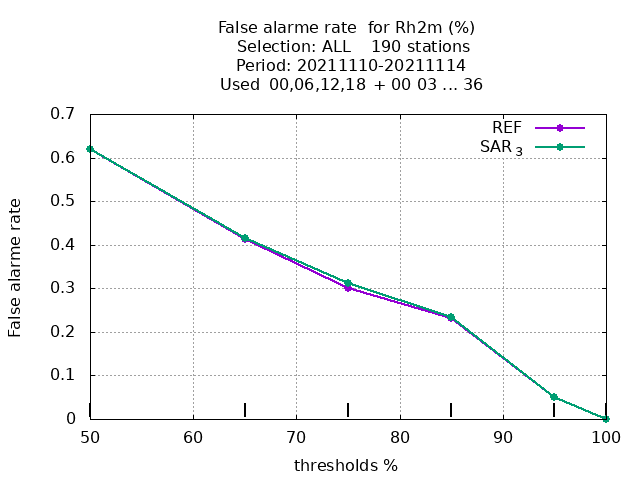 False alarme rate  for Rh2m (%)
Selection: ALL    190 stations
Period: 20211110-20211114
Used 00,06,12,18 + 00 03 ... 36
REF
SAR 3
0.7
0.6
0.5
0.4
0.3
0.2
0.1
0
False alarme rate
50 60 70 80 90 100
thresholds %